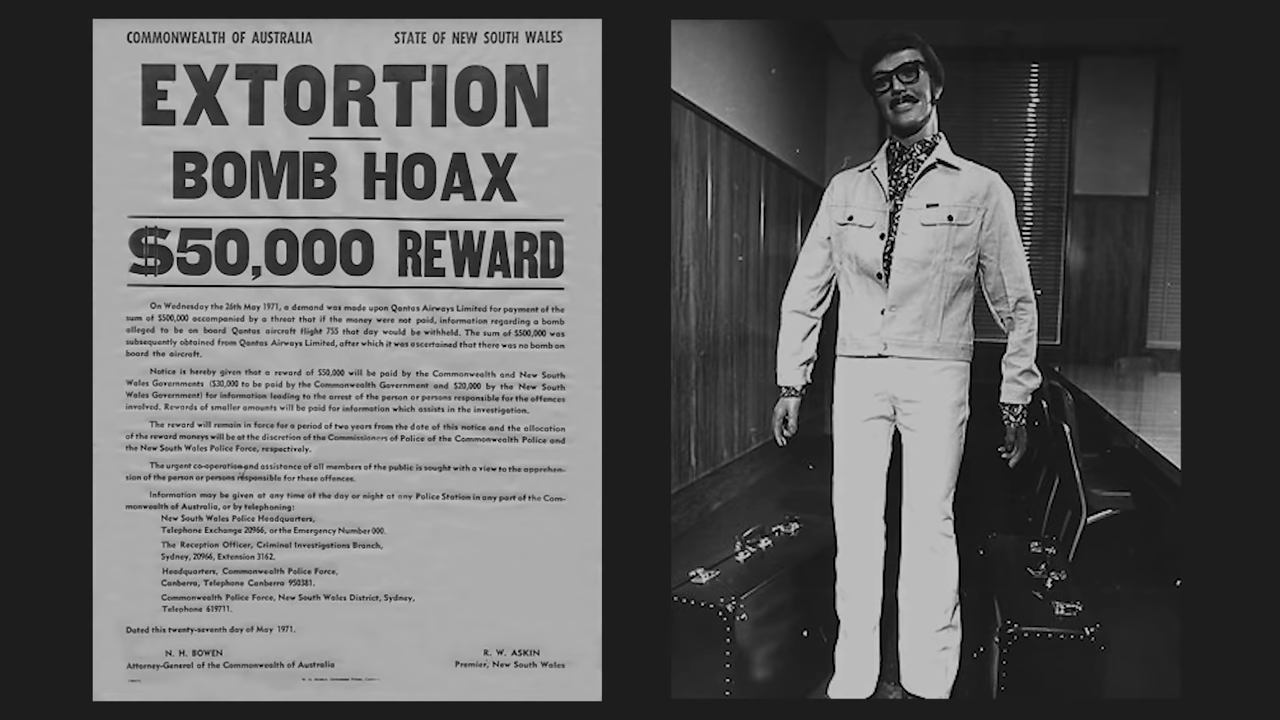 COMMONWEALTH OF AUSTRALIA STATE OF NEW SOUTH WALES
EXTORTION
BOMB HOAX
$50,000 REWARD
On Wednesday the 26th May 1971, a demand was made upon Qantas Airways Limited for payment of the
sum of $500,000 accompanied by a threat that if the money were not paid, information regarding a bomb
alleged to be on board Qantas aircraft flight 755 that day would be withheld. The sum of $500,000 was
subsequently obtained from Qantas Airways Limited, after which it was ascertained that there was no bomb on
board the aircraft.
Notice is hereby given that a reward of $50,000 will be paid by the Commonwealth and New South
Wales Governments ($30,000 to be paid by the Commonwealth Government and $20,000 by the New South
Wales Government) for information leading to the arrest of the person or persons responsible for the offences
involved. Rewards of smaller amounts will be paid for information which assists in the investigation.
The reward will remain in force for a period of two years from the date of this notice and the allocation
of the reward moneys will be at the discretion of the Commissioners of Police of the Commonwealth Police and
the New South Wales Police Force, respectively.
The urgent co-operation and assistance of all members of the public is sought with a view to the apprehen-
sion of the person or persons responsible for these offences.
Information may be given at any time of the day or night at any Police Station in any part of the Com-
monwealth of Australia, or by telephoning:
New South Wales Police Headquarters,
Telephone Exchange 20966, or the Emergency Number 000.
The Reception Officer, Criminal Investigations Branch,
Sydney, 20966, Extension 3162.
Headquarters, Commonwealth Police Force,
Canberra, Telephone Canberra 950381.
Commonwealth Police Force, New South Wales District, Sydney,
Telephone 619711.
Dated this twenty-seventh day of May 1971.
N. H. BOWEN R. W. ASKIN
Attorney-General of the Commonwealth of Australia Premier, New South Wales